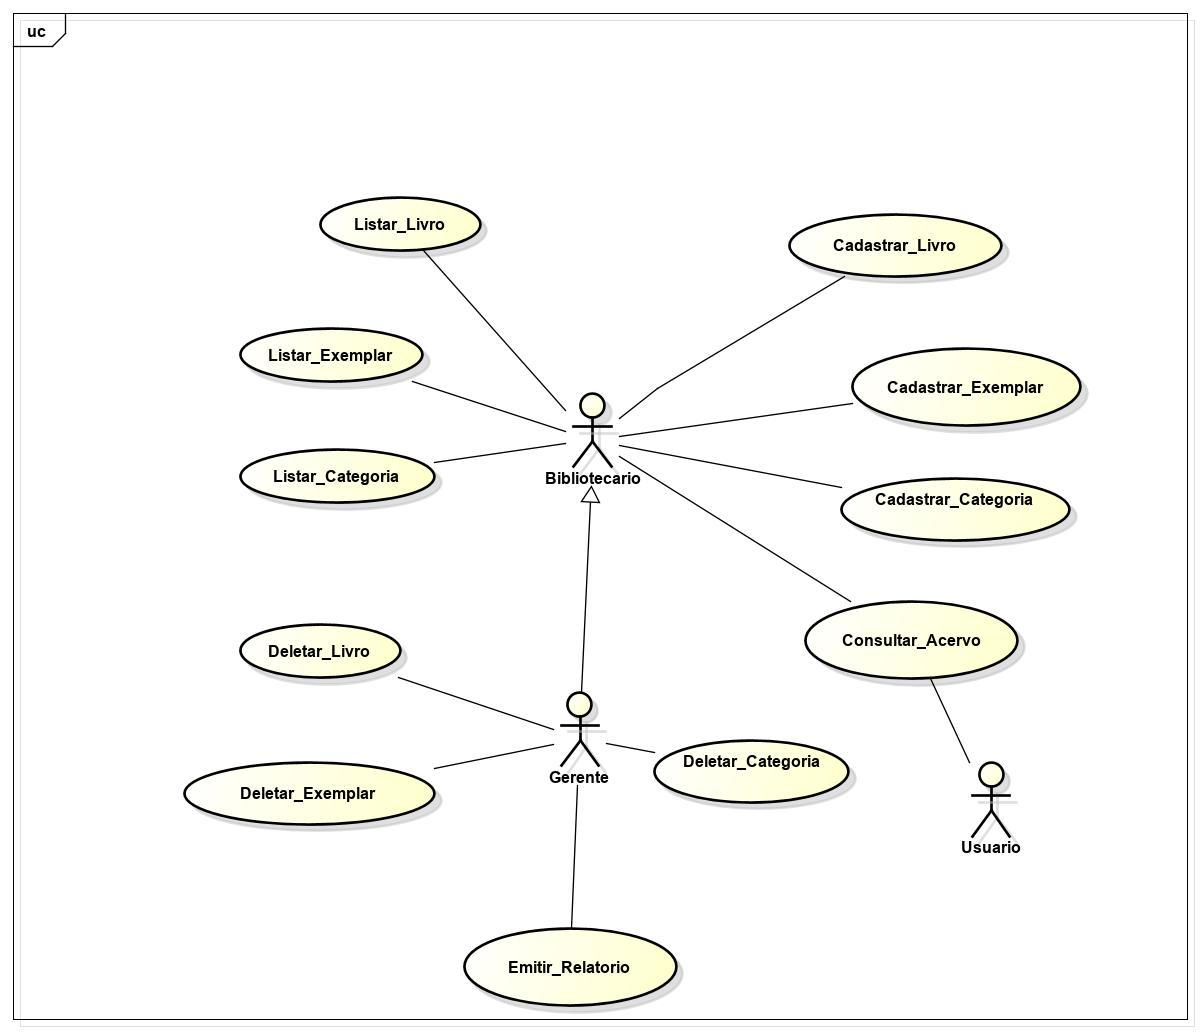 uc
Listar_Livro
Cadastrar_Livro
Listar_Exemplar
Cadastrar_Exemplar
Listar_Categoria
Bibliotecario
Cadastrar_Categoria
Consultar_Acervo
Deletar_Livro
Deletar_Categoria
Gerente
Deletar_Exemplar
Usuario
Emitir_Relatorio